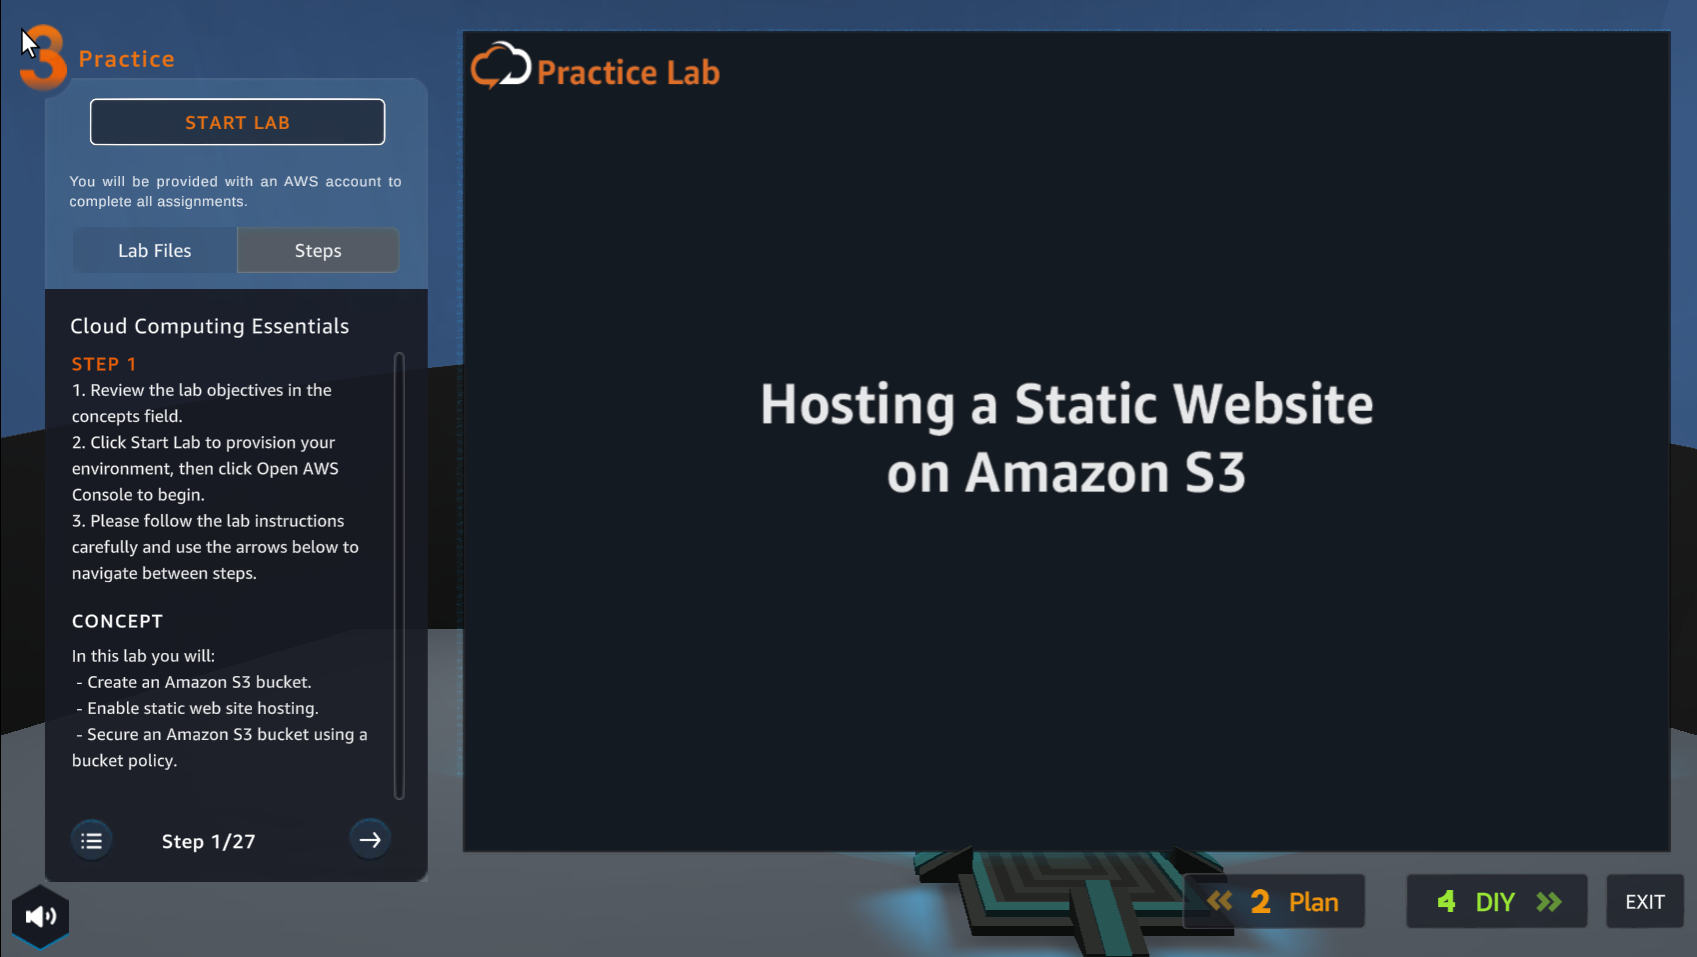 3 Practice
START LAB
You will be provided with an AWS account to
complete all assignments.
Lab Files
Steps
Cloud Computing Essentials
STEP 1
1. Review the lab objectives in the
concepts field.
2. Click Start Lab to provision your
environment, then click Open AWS
Console to begin.
3. Please follow the lab instructions
carefully and use the arrows below to
navigate between steps.
CONCEPT
In this lab you will:
- Create an Amazon S3 bucket.
- Enable static web site hosting.
- Secure an Amazon S3 bucket using a
bucket policy.
Step 1/27
Practice Lab
Hosting a Static Website
on Amazon S3
2 Plan
4 DIY
EXIT